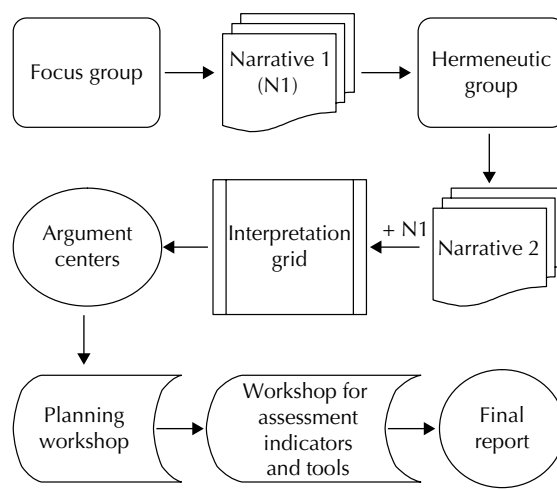 Focus group
Narrative 1
(N1)
Hermeneutic
group
Narrative 2
+ N1
Interpretation
grid
Argument
centers
Planning
workshop
Workshop for
assessment
indicators
and tools
Final
report